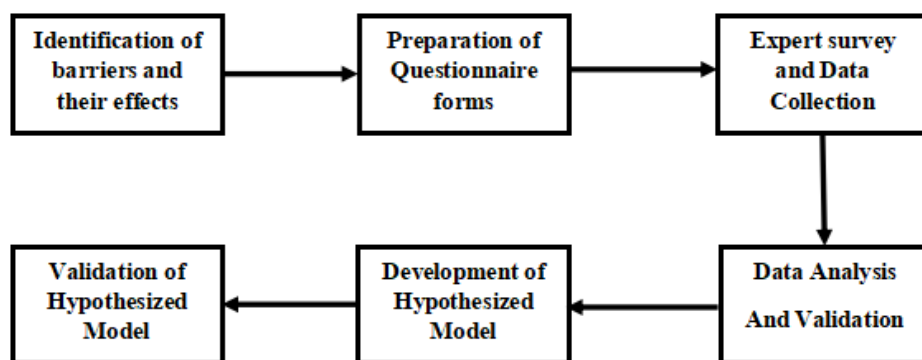 Identification of
barriers and
their effects
Preparation of
Questionnaire
forms
Expert survey
and Data
Collection
Data Analysis
And Validation
Development of
Hypothesized
Model
Validation of
Hypothesized
Model